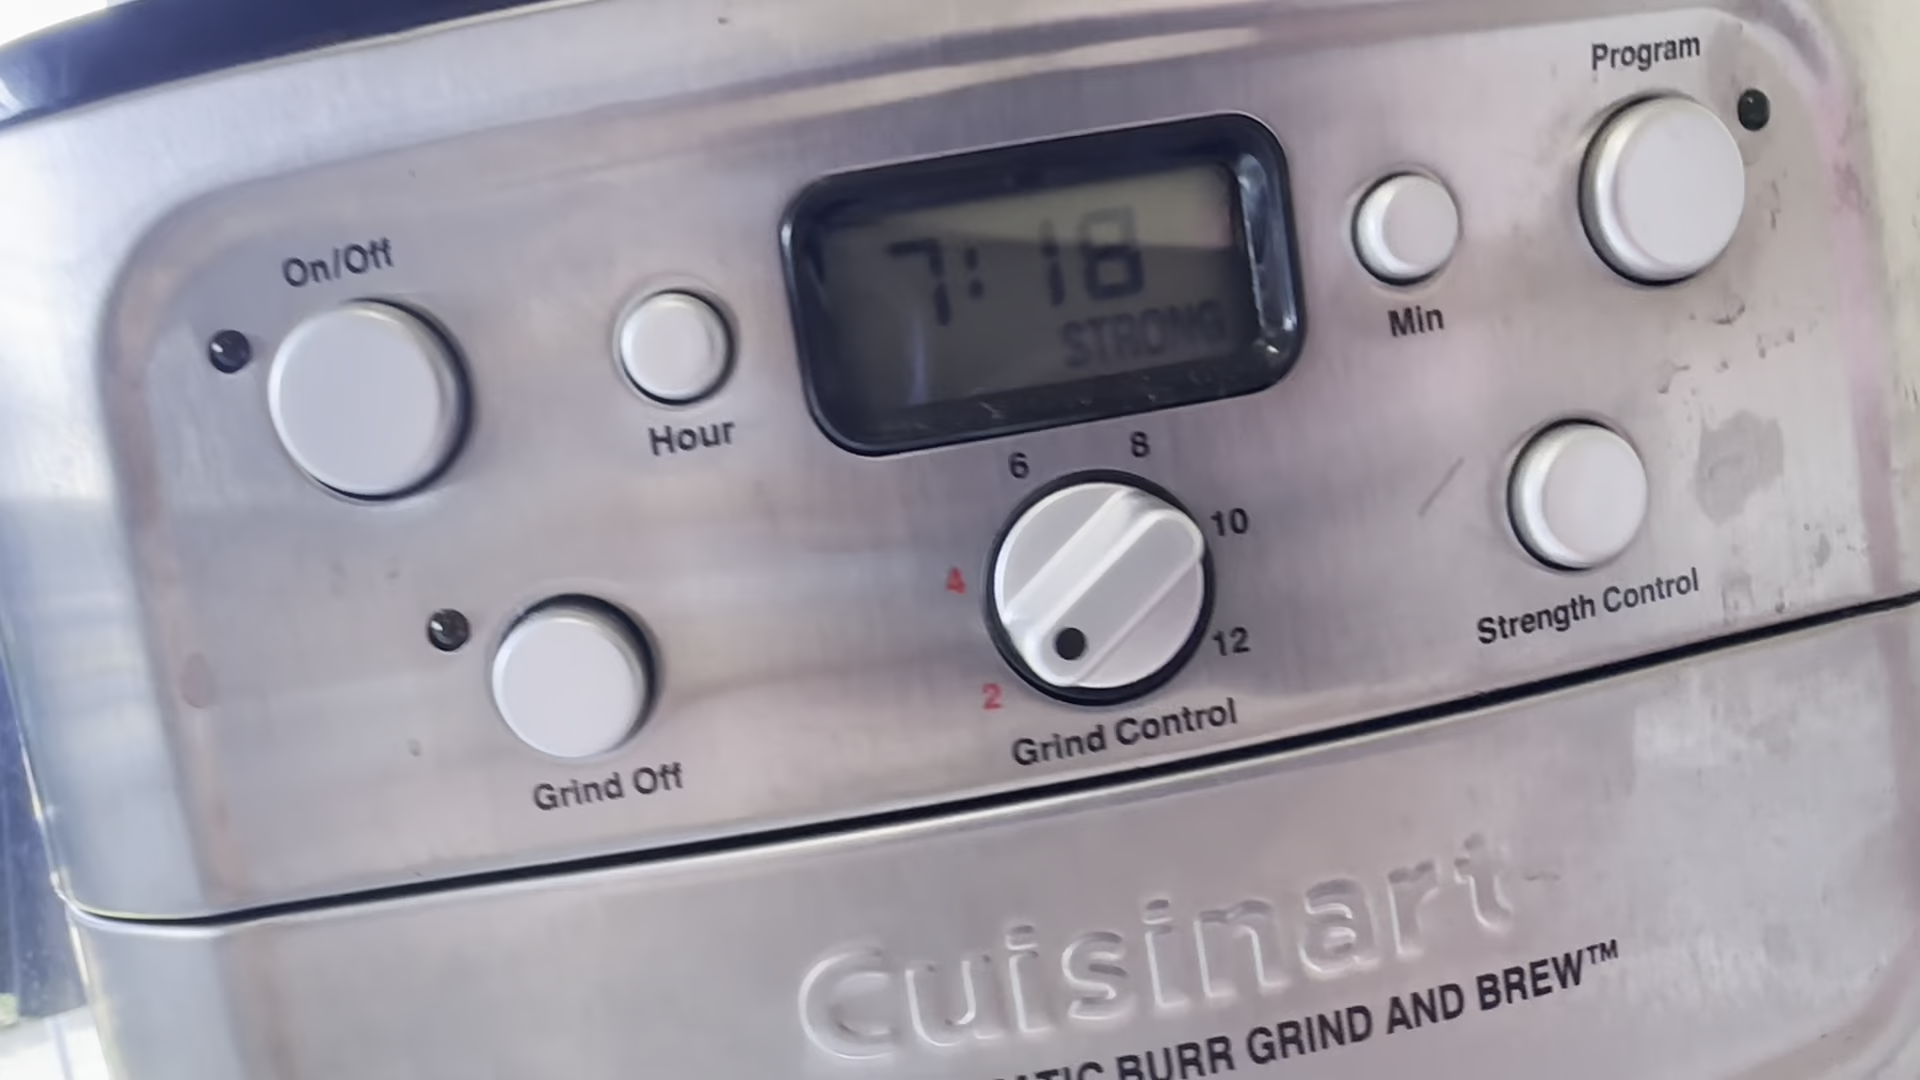 Program
On/Off
7:18
STRONG
Min
Hour
6
8
10
4
12
2
Strength Control
Grind Control
Grind Off
Cuisinart
BURR GRIND AND BREW™